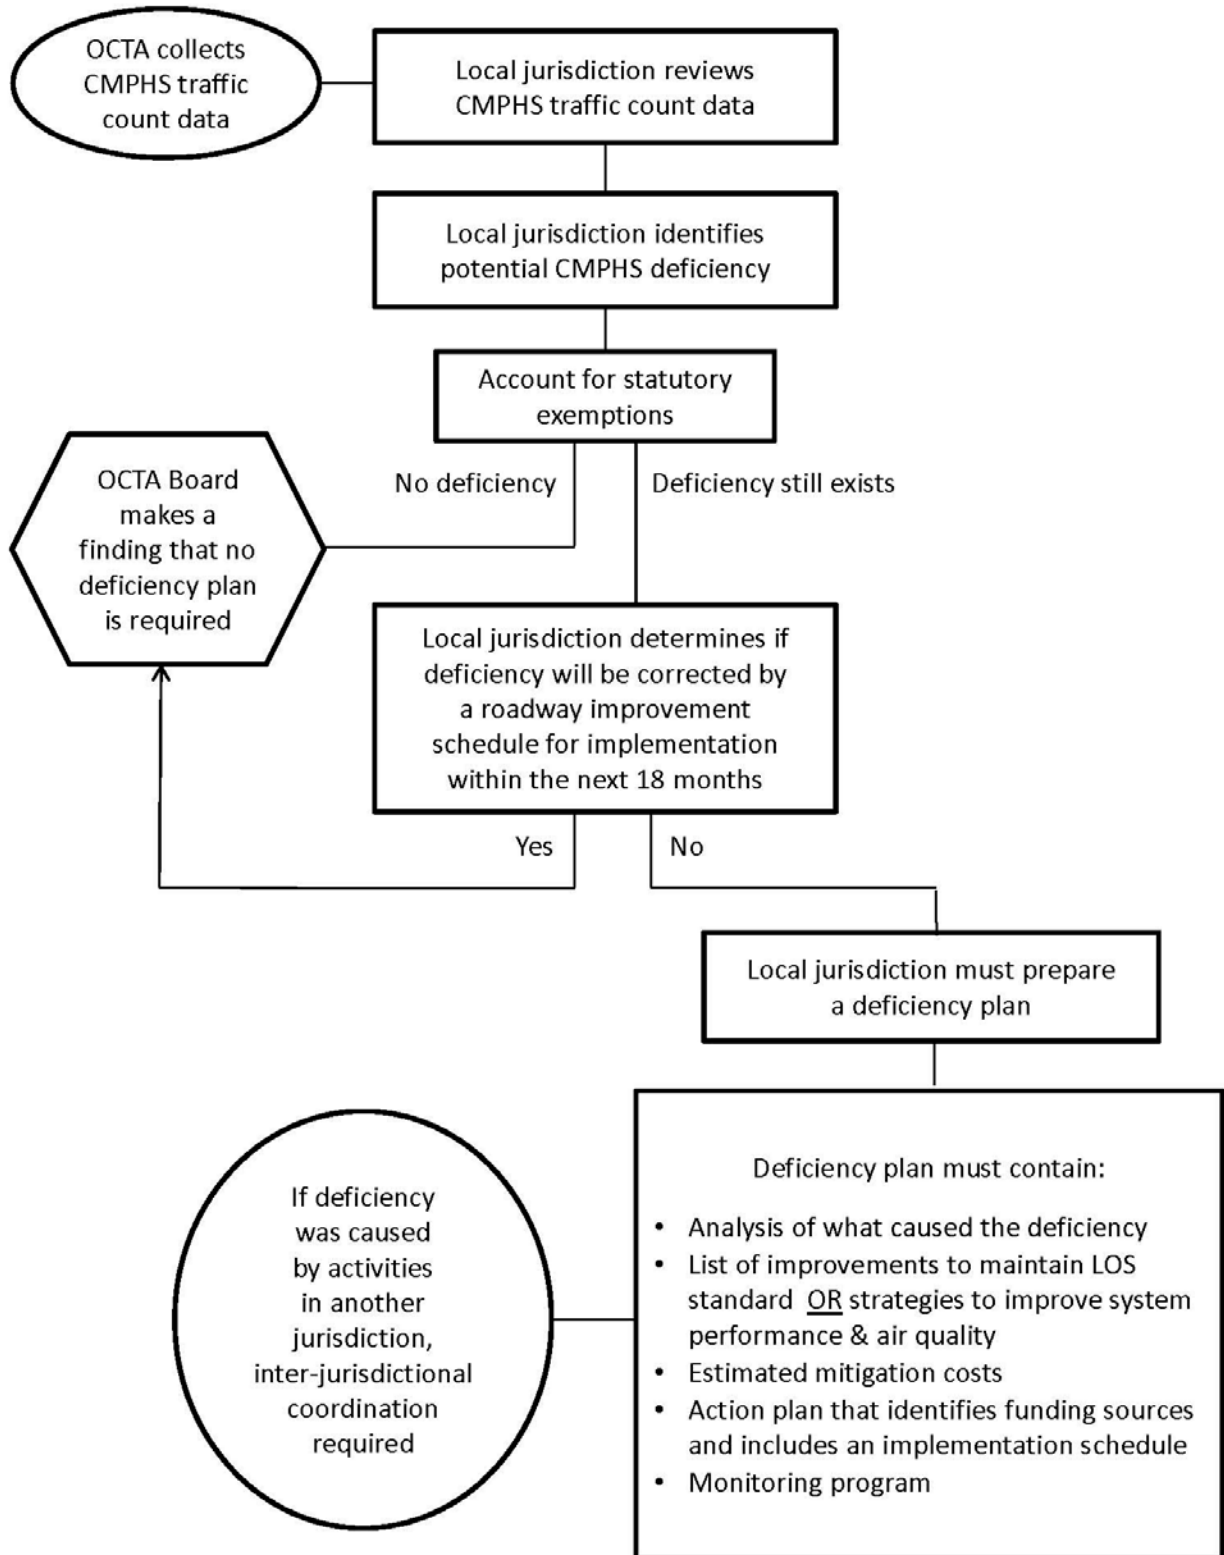 OCTA collects
CMPHS traffic
count data
Local jurisdiction reviews
CMPHS traffic count data
Local jurisdiction identifies
potential CMPHS deficiency
Account for statutory
exemptions
No deficiency
Deficiency still exists
OCTA Board
makes a
finding that no
deficiency plan
is required
Local jurisdiction determines if
deficiency will be corrected by
a roadway improvement
schedule for implementation
within the next 18 months
Yes
No
Local jurisdiction must prepare
a deficiency plan
If deficiency
was caused
by activities
in another
jurisdiction,
inter-jurisdictional
coordination
required
Deficiency plan must contain:
• Analysis of what caused the deficiency
• List of improvements to maintain LOS
standard OR strategies to improve system
performance & air quality
• Estimated mitigation costs
• Action plan that identifies funding sources
and includes an implementation schedule
• Monitoring program